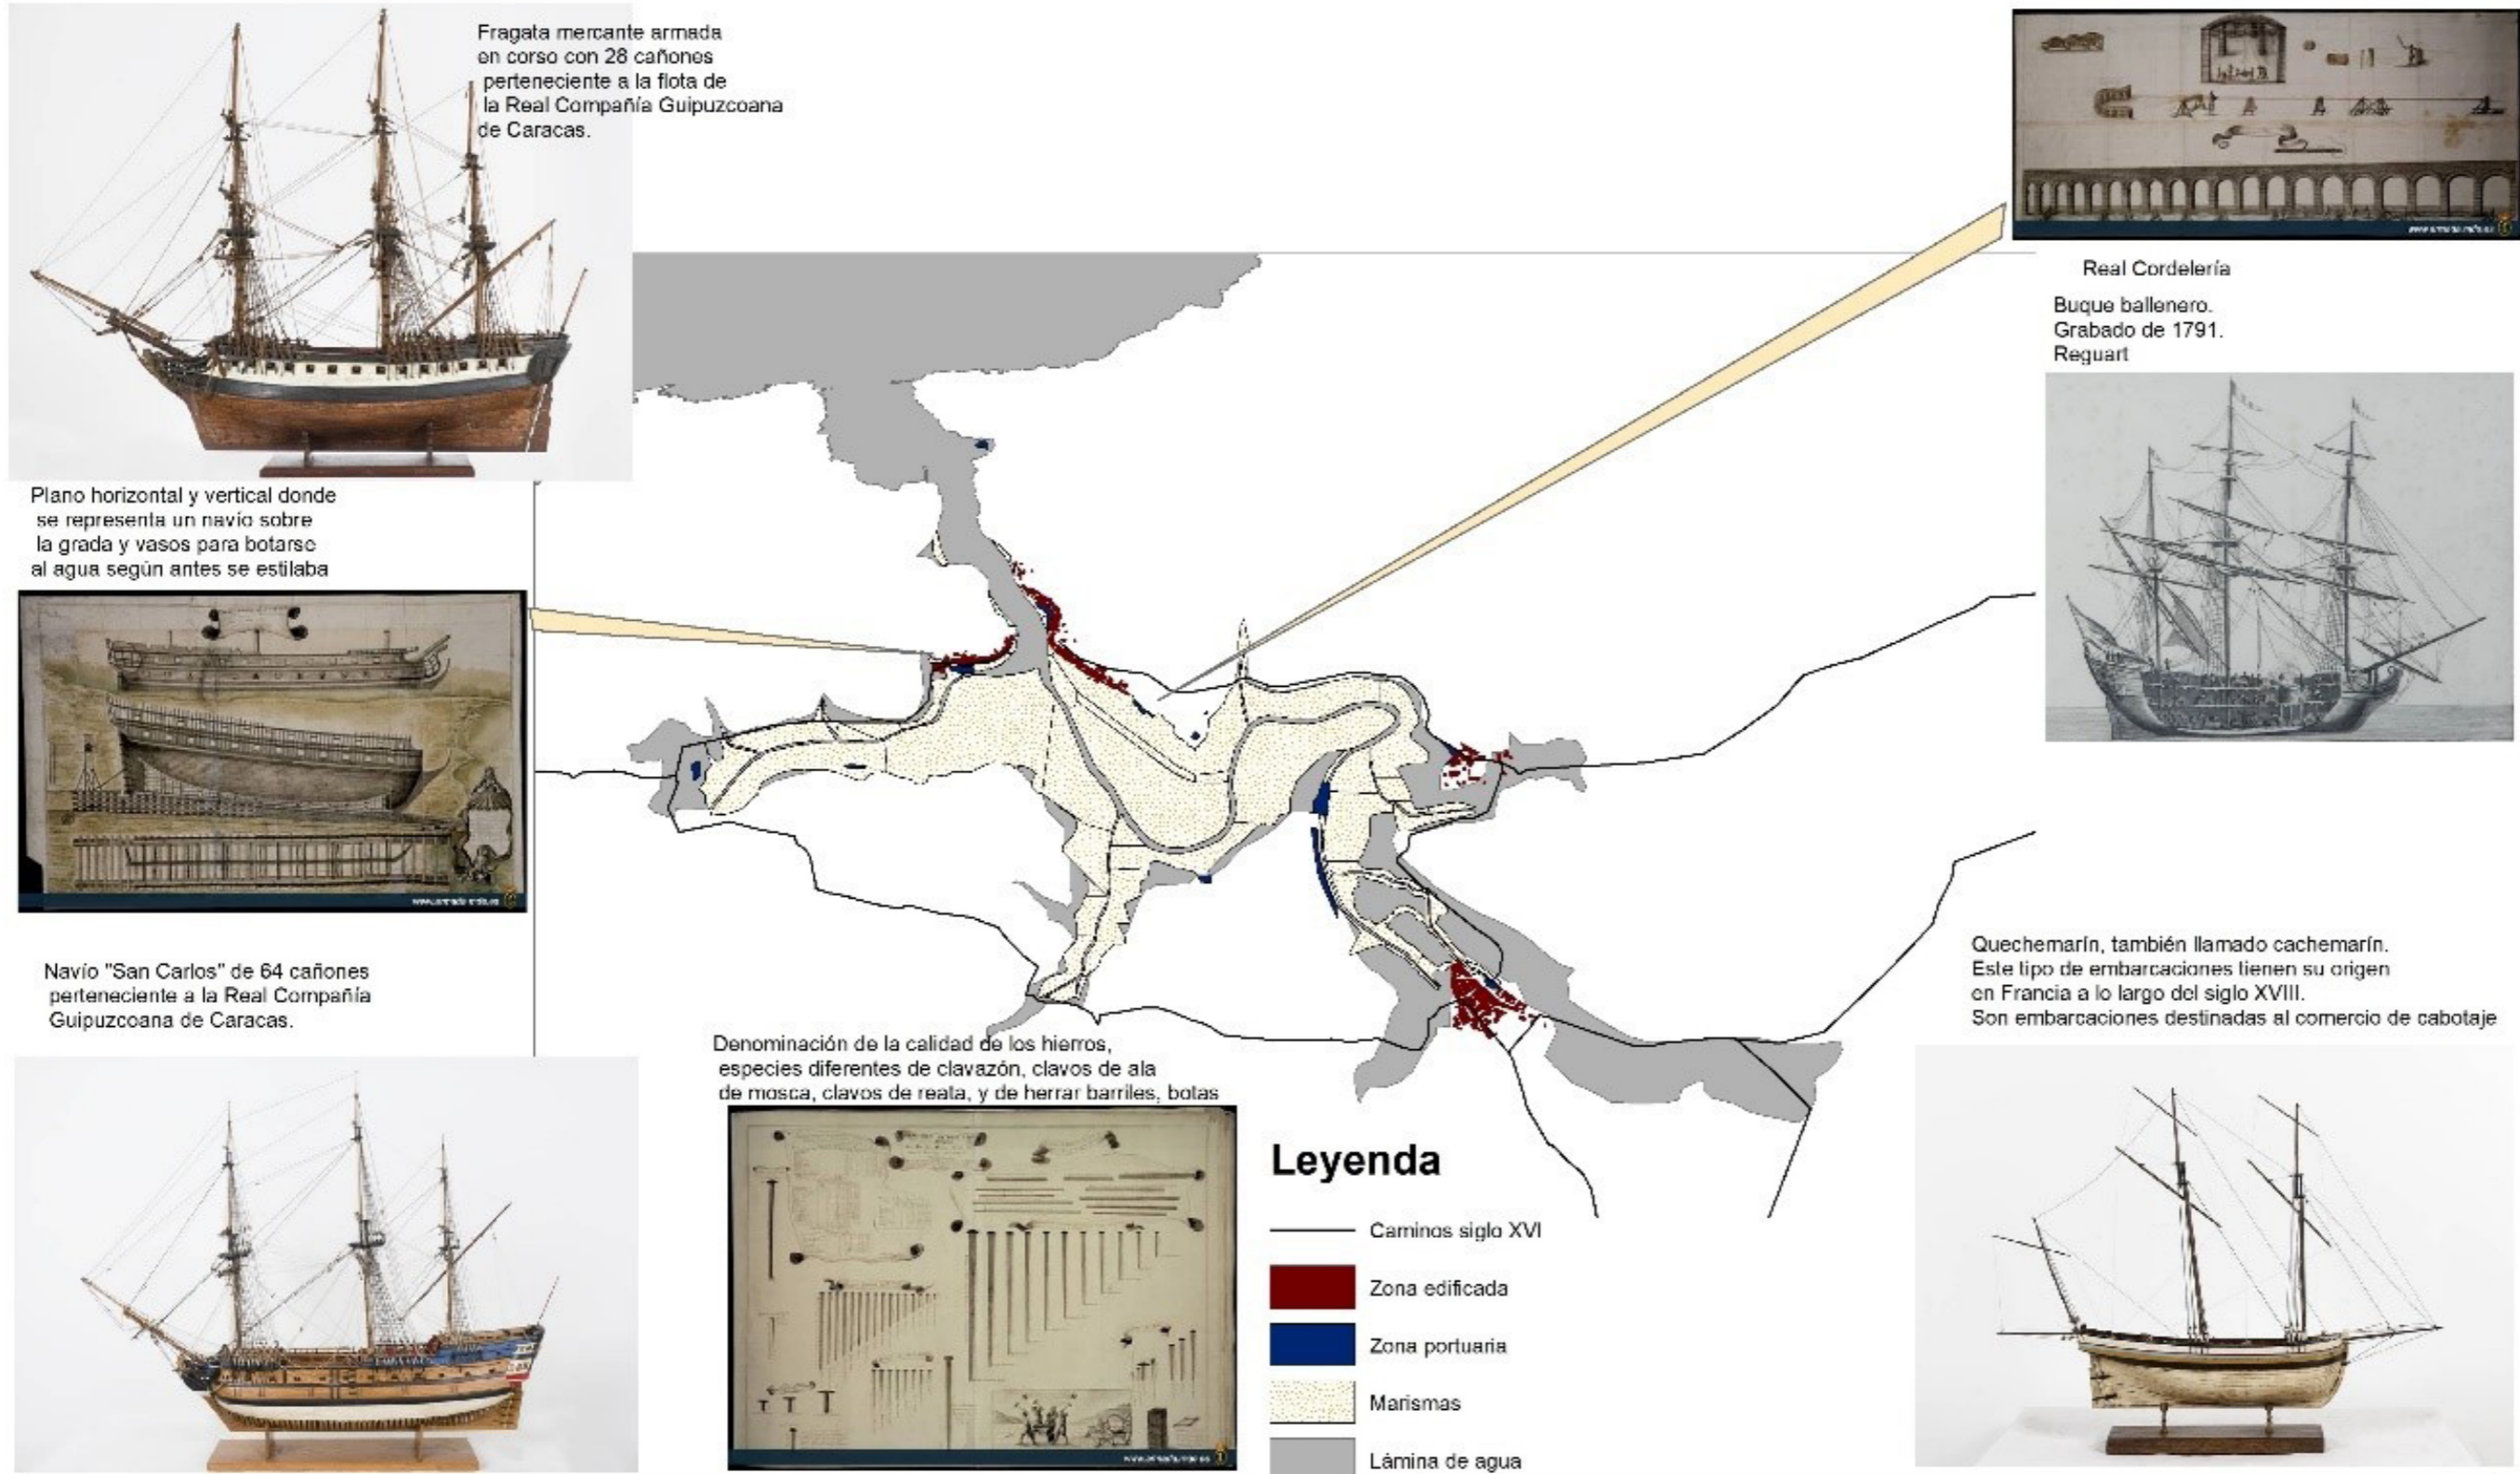 Fragata mercante armada
en corso con 28 cañones
perteneciente a la flota de
la Real Compañía Guipuzcoana
de Caracas.
Plano horizontal y vertical donde
se representa un navío sobre
la grada y vasos para botarse
al agua según antes se estilaba
Navío "San Carlos" de 64 cañones
perteneciente a la Real Compañía
Guipuzcoana de Caracas.
Denominación de la calidad de los hierros,
especies diferentes de clavazón, clavos de ala
de mosca, clavos de reata, y de herrar barriles, botas
Leyenda
Caminos siglo XVI
Zona edificada
Zona portuaria
Marismas
Lámina de agua
Real Cordelería
Buque ballenero.
Grabado de 1791.
Reguart
Quechemarín, también llamado cachemarín.
Este tipo de embarcaciones tienen su origen
en Francia a lo largo del siglo XVIII.
Son embarcaciones destinadas al comercio de cabotaje